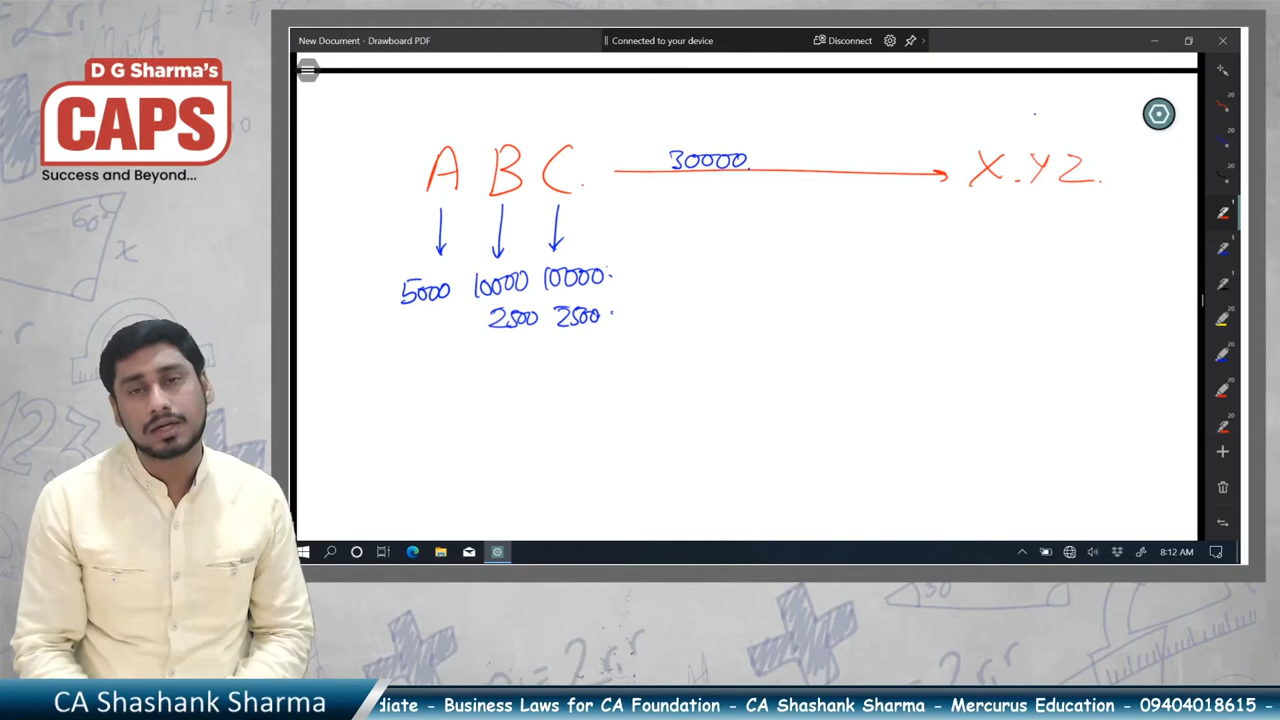 D G Sharma's
CAPS
Success and Beyond...
New Document - Drawboard PDF
Connected to your device
Disconnect
A B C. 30000. X.YZ.
5000 10000 10000
2500 2500
8:12 AM
CA Shashank Sharma
diate - Business Laws for CA Foundation - CA Shashank Sharma - Mercurus Education - 09404018615 -